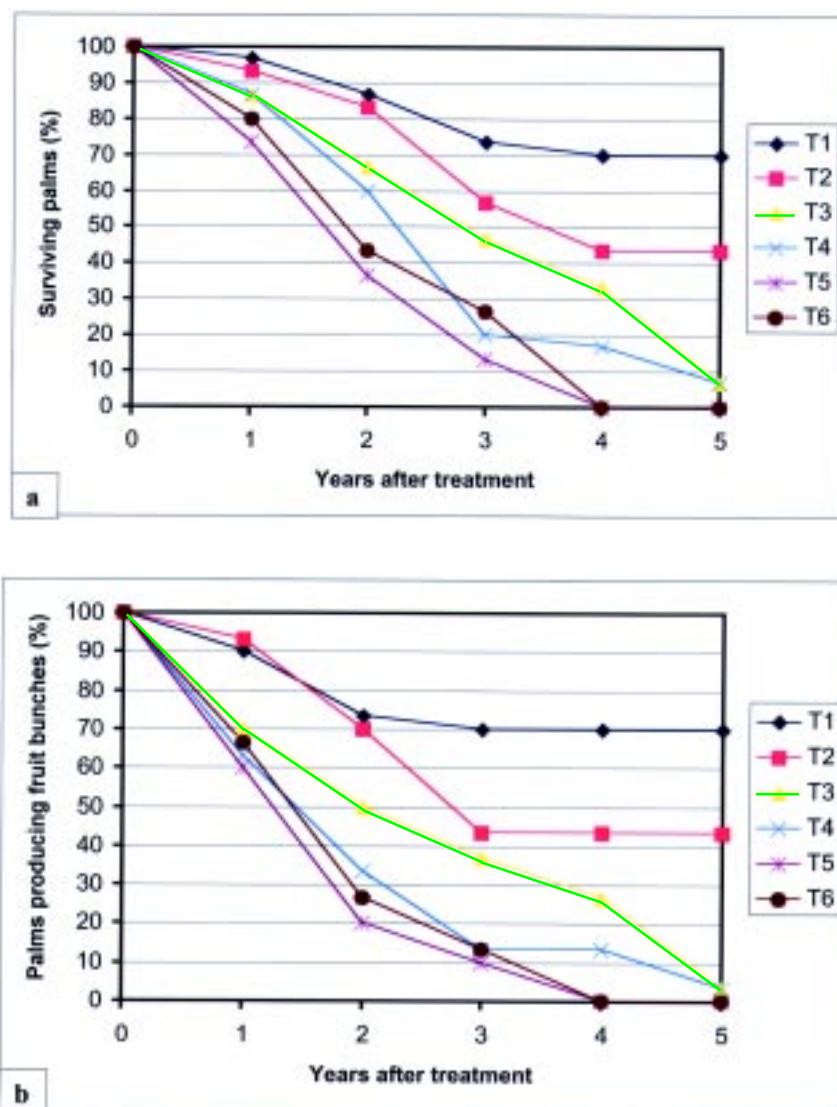 Surviving palms (%)
100
90
80
70
60
50
40
30
20
10
0
0 1 2 3 4 5
Years after treatment
T1
T2
T3
T4
T5
T6
a
Palms producing fruit bunches (%)
100
90
80
70
60
50
40
30
20
10
0
0 1 2 3 4 5
Years after treatment
T1
T2
T3
T4
T5
T6
b